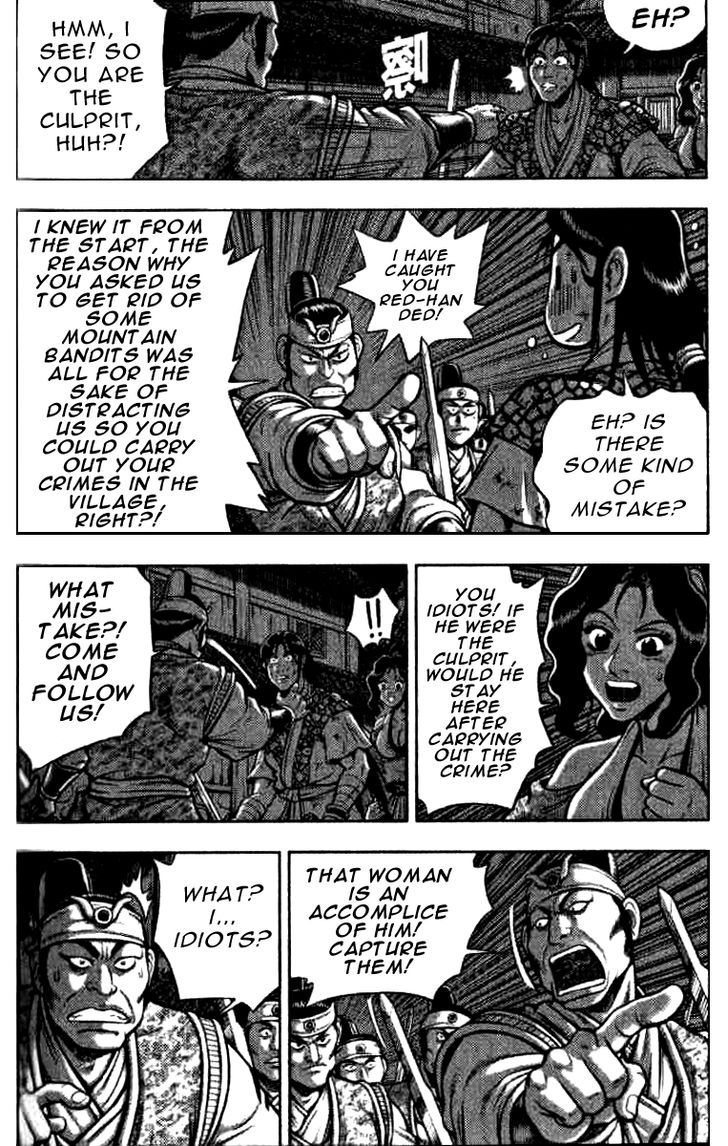 HMM, I
SEE! SO
YOU ARE
THE
CULPRIT,
HUH?!
EH?
I KNEW IT FROM
THE START, THE
REASON WHY
YOU ASKED US
TO GET RID OF
SOME
MOUNTAIN
BANDITS WAS
ALL FOR THE
SAKE OF
DISTRACTING
US SO YOU
COULD CARRY
OUT YOUR
CRIMES IN THE
VILLAGE,
RIGHT?!
I HAVE
CAUGHT
YOU
RED-HAN
DED!
EH? IS
THERE
SOME KIND
OF
MISTAKE?
WHAT
MIS-
TAKE?!
COME
AND
FOLLOW
US!
!!
YOU
IDIOTS! IF
HE WERE
THE
CULPRIT,
WOULD HE
STAY
HERE
AFTER
CARRYING
OUT THE
CRIME?
WHAT?
I...
IDIOTS?
THAT WOMAN
IS AN
ACCOMPLICE
OF HIM!
CAPTURE
THEM!